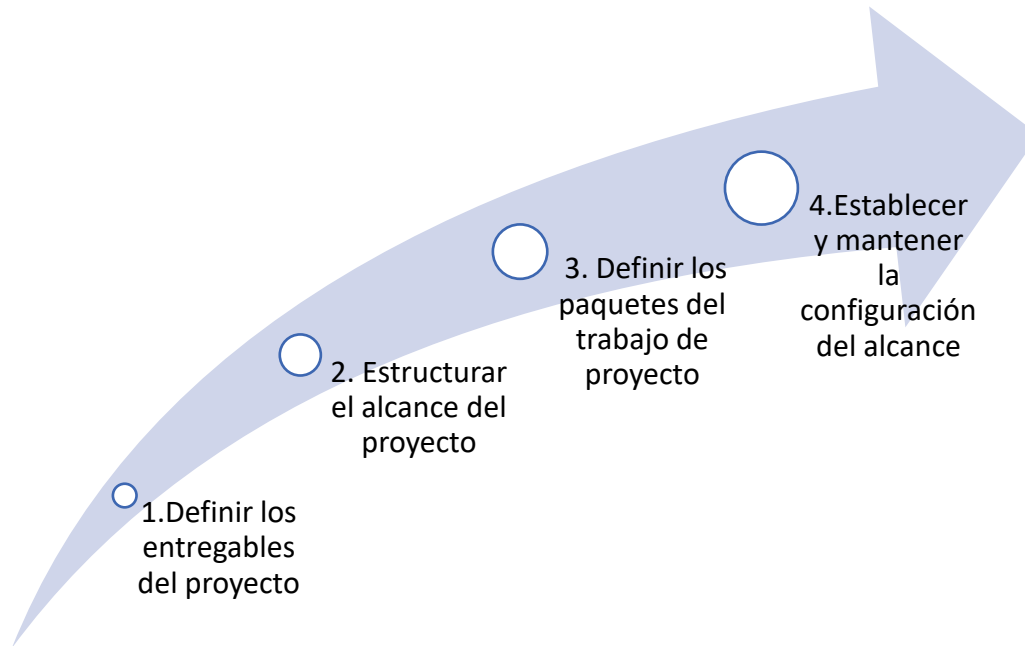 1.Definir los
entregables
del proyecto
2. Estructurar
el alcance del
proyecto
3. Definir los
paquetes del
trabajo de
proyecto
4.Establecer
y mantener
la
configuración
del alcance